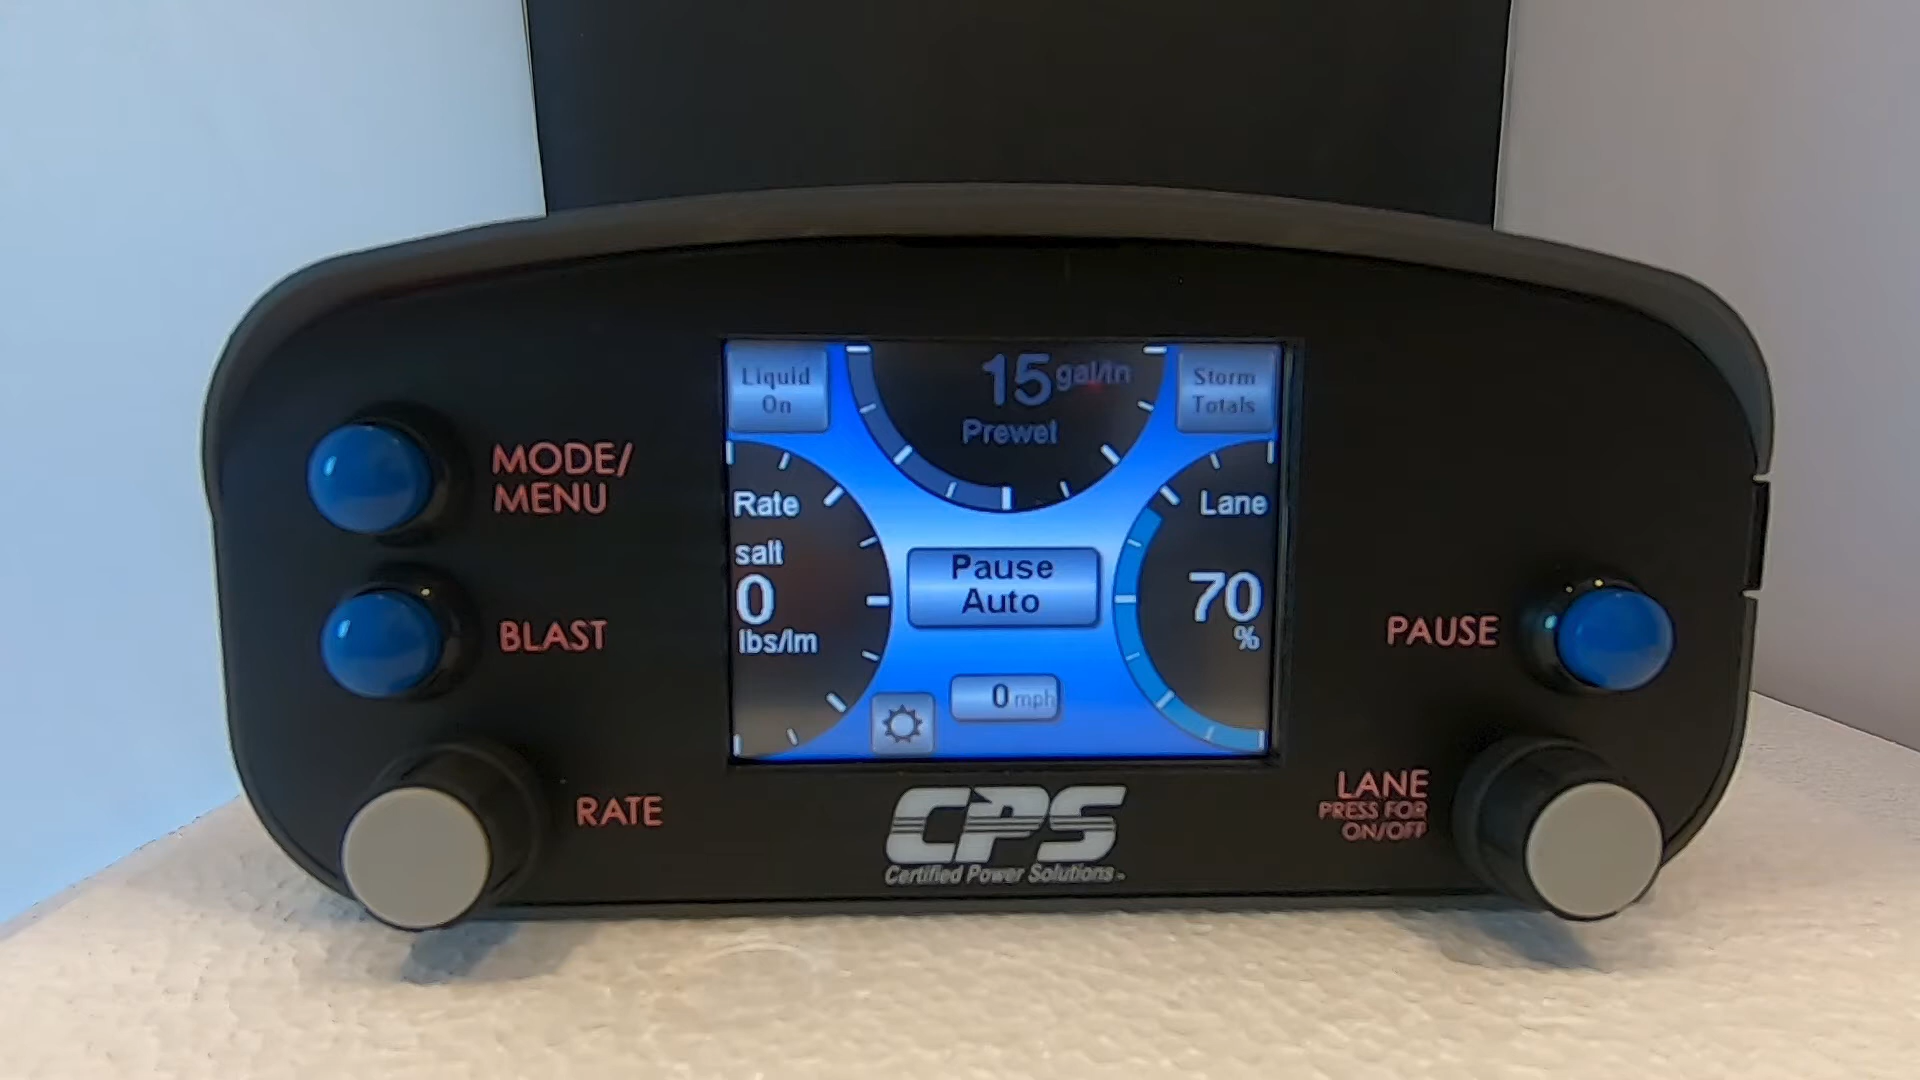 Liquid
On
15 gal/tn
Prewet
Storm
Totals
MODE/
MENU
Rate
salt
0
lbs/lm
Pause
Auto
Lane
70
%
BLAST
PAUSE
0 mph
RATE
LANE
PRESS FOR
ON/OFF
CPS
Certified Power Solutions